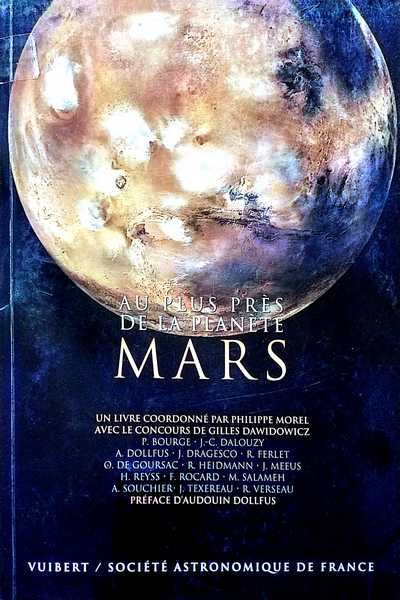 AU PLUS PRÈS
DE LA PLANÈTE
MARS
UN LIVRE COORDONNÉ PAR PHILIPPE MOREL
AVEC LE CONCOURS DE GILLES DAWIDOWICZ
P. BOURGE · J.-C. DALOUZY
A. DOLLFUS · J. DRAGESCO · R. FERLET
O. DE GOURSAC · R. HEIDMANN · J. MEEUS
H. REYSS · F. ROCARD · M. SALAMEH
A. SOUCHIER · J. TEXEREAU · R. VERSEAU
PRÉFACE D'AUDOUIN DOLLFUS
VUIBERT / SOCIÉTÉ ASTRONOMIQUE DE FRANCE